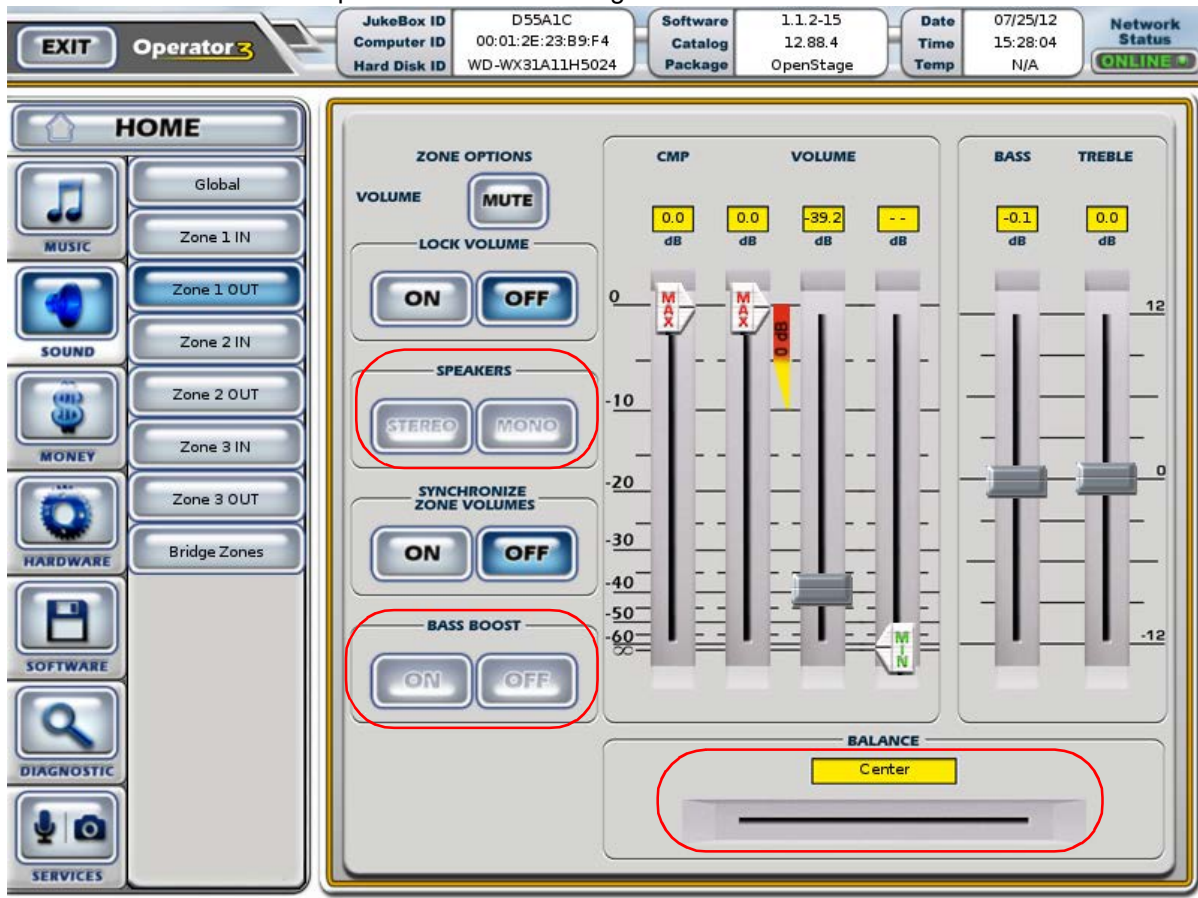 JukeBox ID D55A1C Software 1.1.2-15 Date 07/25/12 Network
EXIT Operator 3 Computer ID 00:01:2E:23:B9:F4 Catalog 12.88.4 Time 15:28:04 Status
Hard Disk ID WD-WX31A11H5024 Package OpenStage Temp N/A ONLINE
HOME
MUSIC
SOUND
MONEY
HARDWARE
SOFTWARE
DIAGNOSTIC
SERVICES
Global
Zone 1 IN
Zone 1 OUT
Zone 2 IN
Zone 2 OUT
Zone 3 IN
Zone 3 OUT
Bridge Zones
ZONE OPTIONS
VOLUME MUTE
LOCK VOLUME
ON OFF
SPEAKERS
STEREO MONO
SYNCHRONIZE
ZONE VOLUMES
ON OFF
BASS BOOST
ON OFF
CMP VOLUME
0.0 0.0 -39.2 - -
dB dB dB dB
0
-10
-20
-30
-40
-50
-60
∞
MAX MAX 0 dB MIN
BASS TREBLE
-0.1 0.0
dB dB
12
0
-12
BALANCE
Center